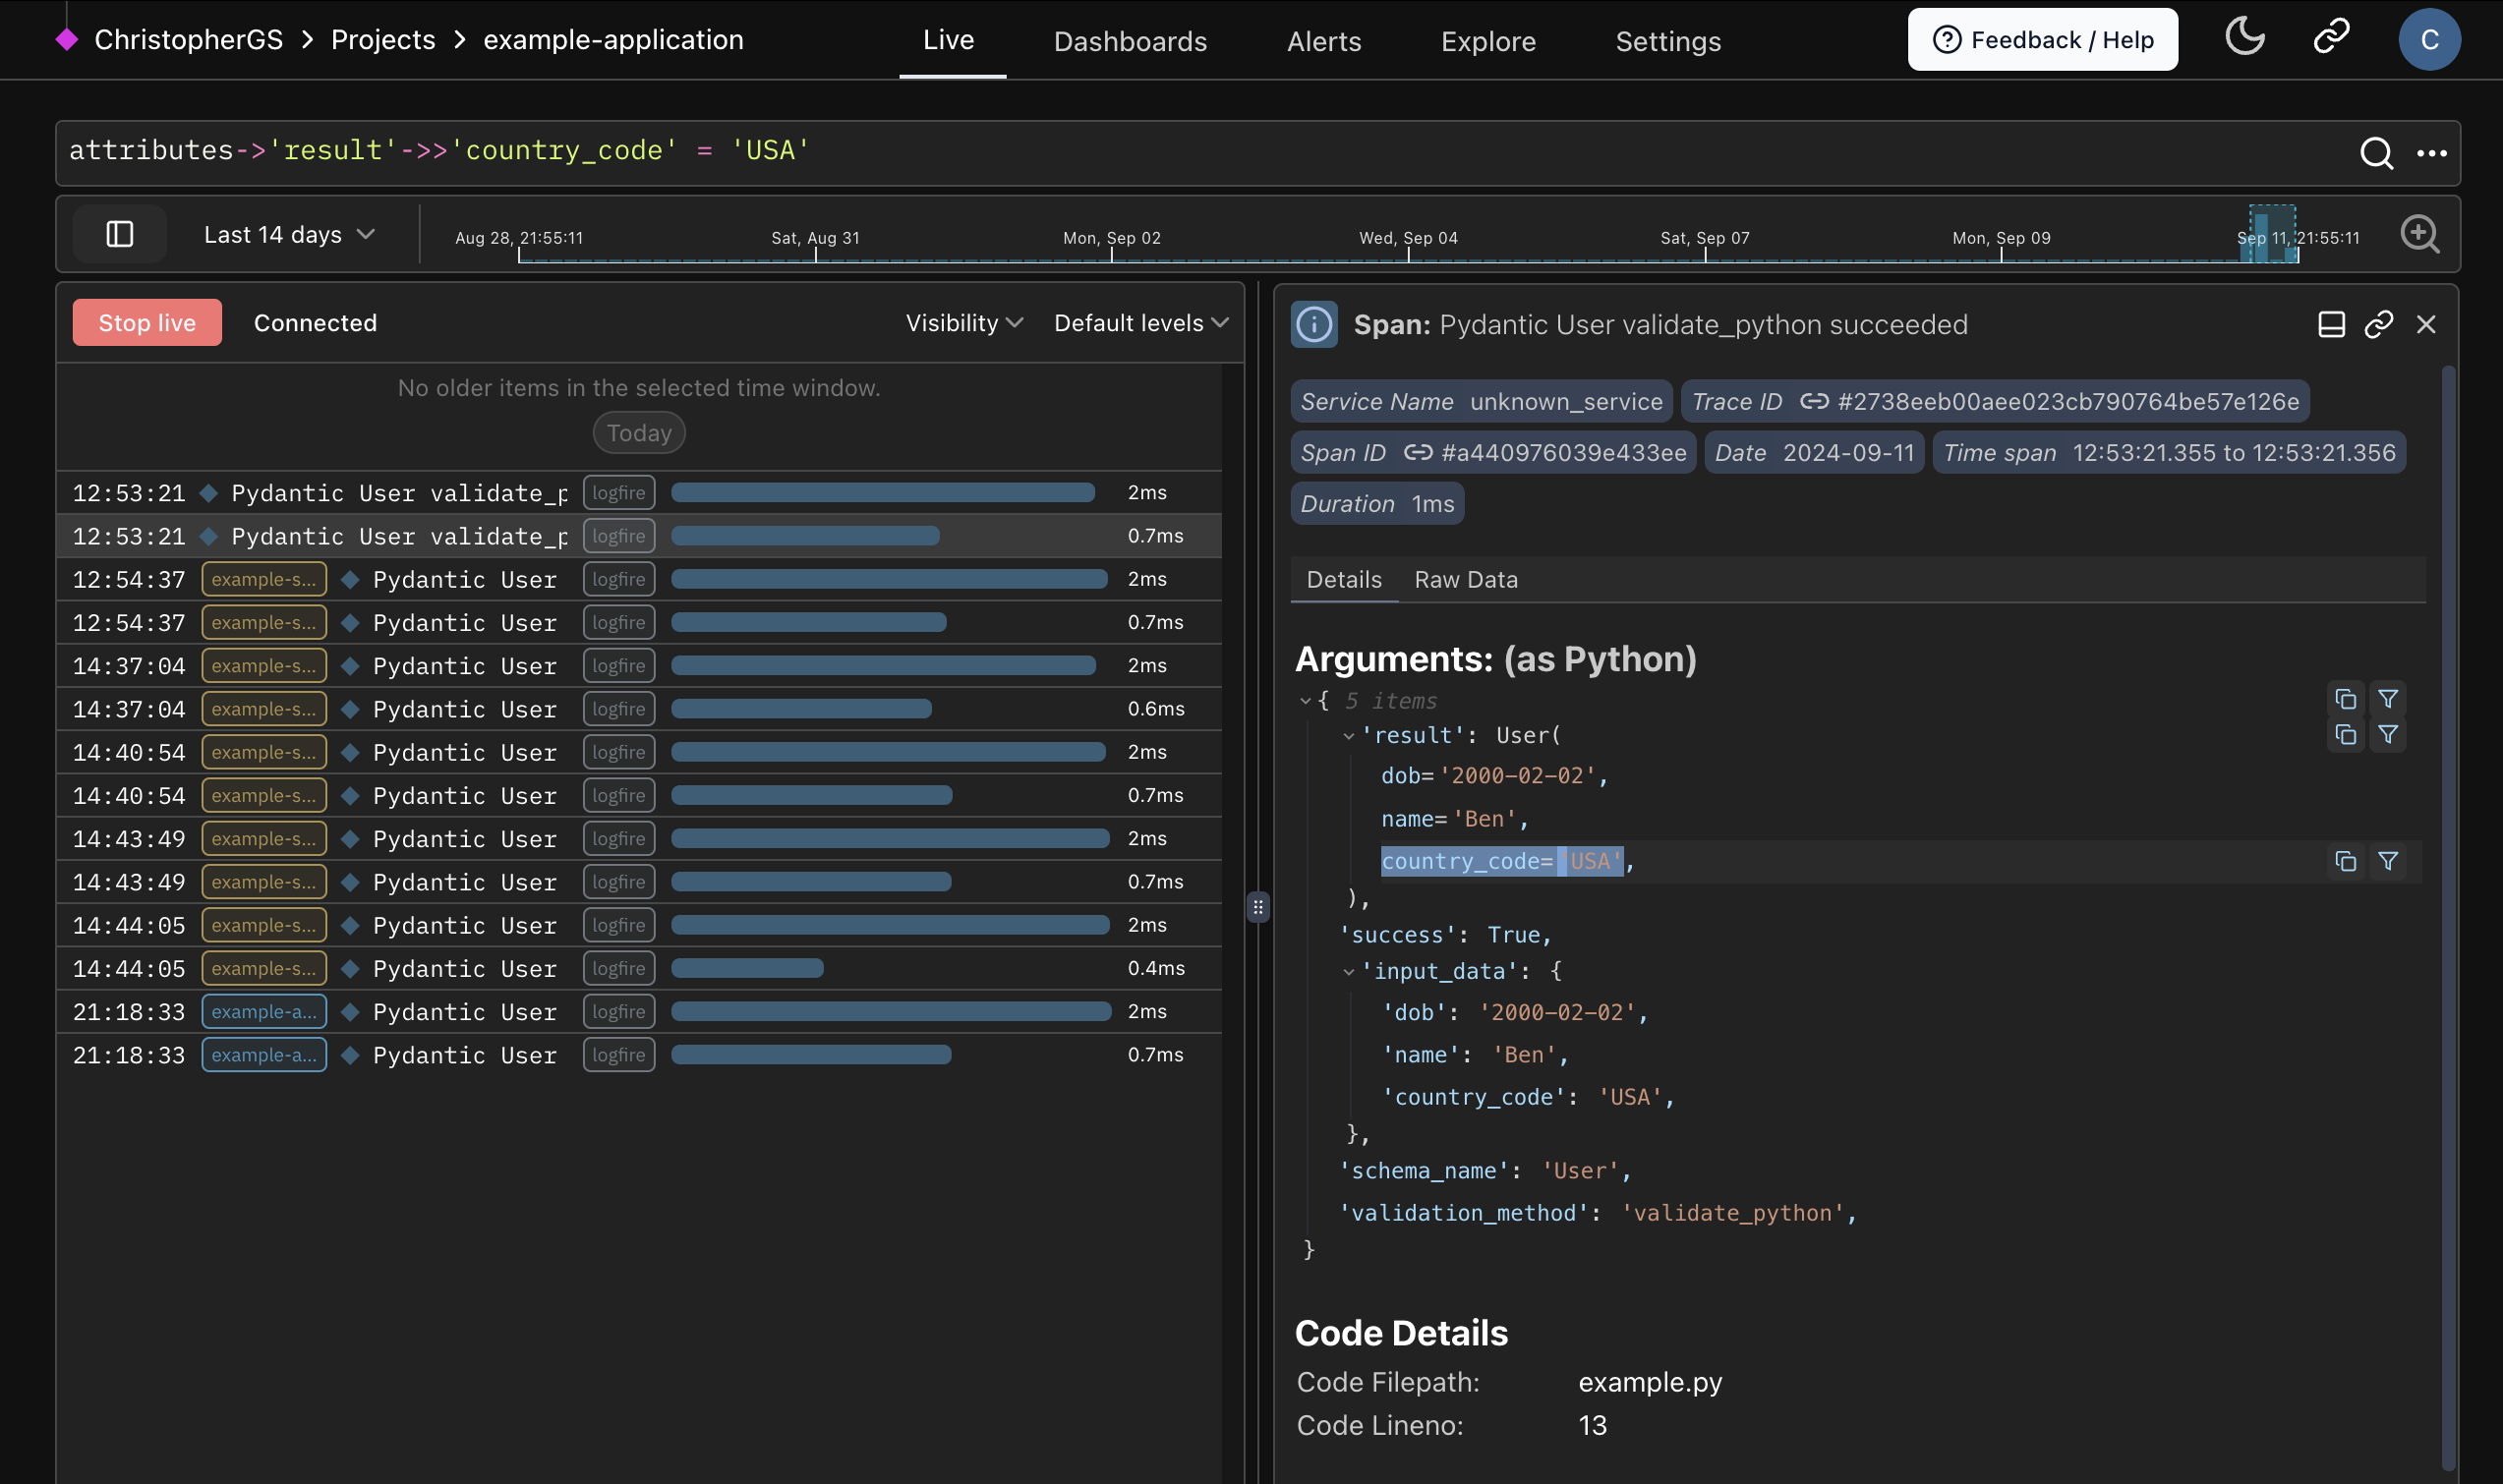 ChristopherGS > Projects > example-application Live Dashboards Alerts Explore Settings Feedback / Help C
attributes->'result'->>'country_code' = 'USA'
Last 14 days Aug 28, 21:55:11 Sat, Aug 31 Mon, Sep 02 Wed, Sep 04 Sat, Sep 07 Mon, Sep 09 Sep 11, 21:55:11
Stop live Connected Visibility Default levels
No older items in the selected time window.
Today
12:53:21 Pydantic User validate_p logfire 2ms
12:53:21 Pydantic User validate_p logfire 0.7ms
12:54:37 example-s... Pydantic User logfire 2ms
12:54:37 example-s... Pydantic User logfire 0.7ms
14:37:04 example-s... Pydantic User logfire 2ms
14:37:04 example-s... Pydantic User logfire 0.6ms
14:40:54 example-s... Pydantic User logfire 2ms
14:40:54 example-s... Pydantic User logfire 0.7ms
14:43:49 example-s... Pydantic User logfire 2ms
14:43:49 example-s... Pydantic User logfire 0.7ms
14:44:05 example-s... Pydantic User logfire 2ms
14:44:05 example-s... Pydantic User logfire 0.4ms
21:18:33 example-a... Pydantic User logfire 2ms
21:18:33 example-a... Pydantic User logfire 0.7ms
Span: Pydantic User validate_python succeeded
Service Name unknown_service Trace ID #2738eeb00aee023cb790764be57e126e
Span ID #a440976039e433ee Date 2024-09-11 Time span 12:53:21.355 to 12:53:21.356
Duration 1ms
Details Raw Data
Arguments: (as Python)
{ 5 items
'result': User(
dob='2000-02-02',
name='Ben',
country_code='USA',
),
'success': True,
'input_data': {
'dob': '2000-02-02',
'name': 'Ben',
'country_code': 'USA',
},
'schema_name': 'User',
'validation_method': 'validate_python',
}
Code Details
Code Filepath: example.py
Code Lineno: 13